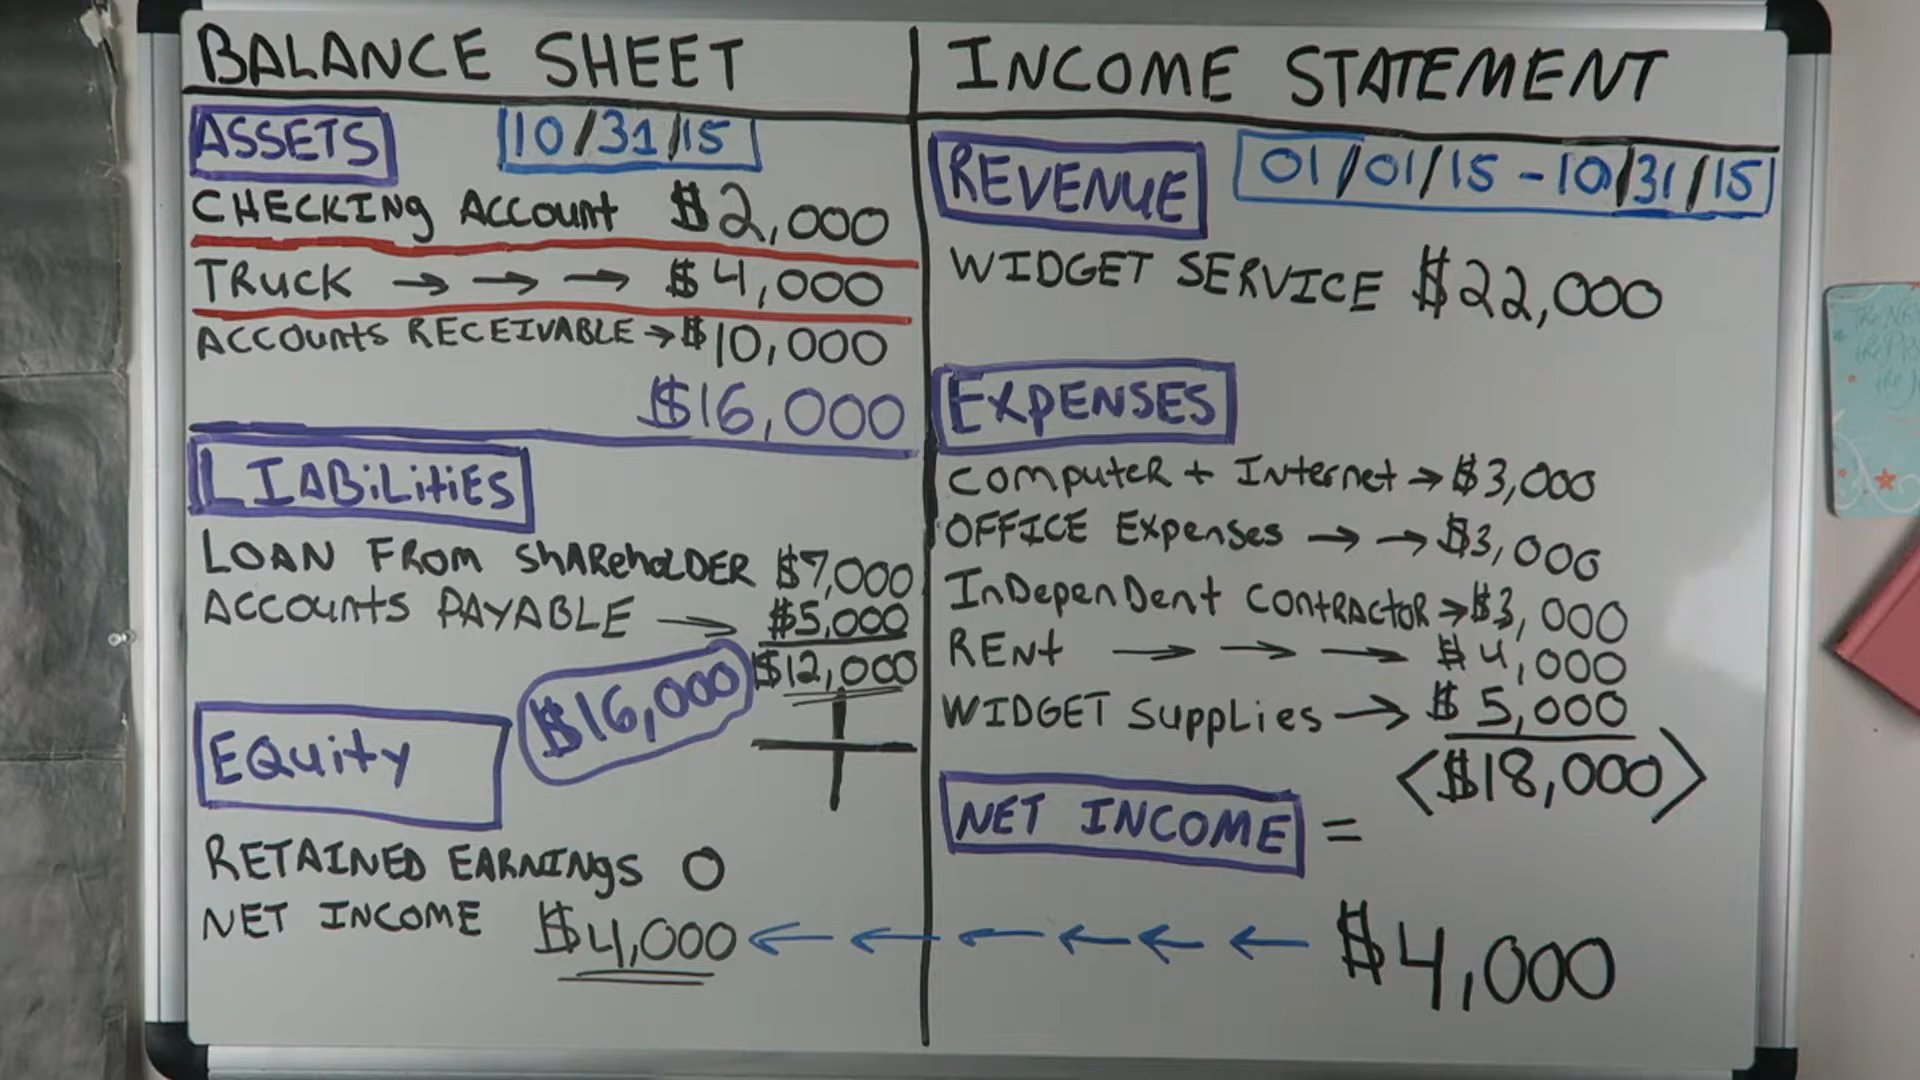 BALANCE SHEET
ASSETS
10/31/15
CHECKING ACCOUNT $2,000
TRUCK → → → $4,000
ACCOUNTS RECEIVABLE → $10,000
$16,000
LIABiLitiES
LOAN FROM ShAREhOLDER $7,000
ACCOUNTS PAYABLE → $5,000
$12,000
$16,000
+
EQuity
RETAINED EARNINgS 0
NET INCOME $4,000 ← ← ← ← ← ←
INCOME STATEMENT
REVENUE
01/01/15 - 10/31/15
WIDGET SERVICE $22,000
EXPENSES
ComputeR + Internet → $3,000
OFFICE Expenses → → $3,000
InDepenDent CONtRACtOR → $3,000
RENt → → → $4,000
WIDGET SuppLies → $5,000
<$18,000>
NET INCOME =
$4,000